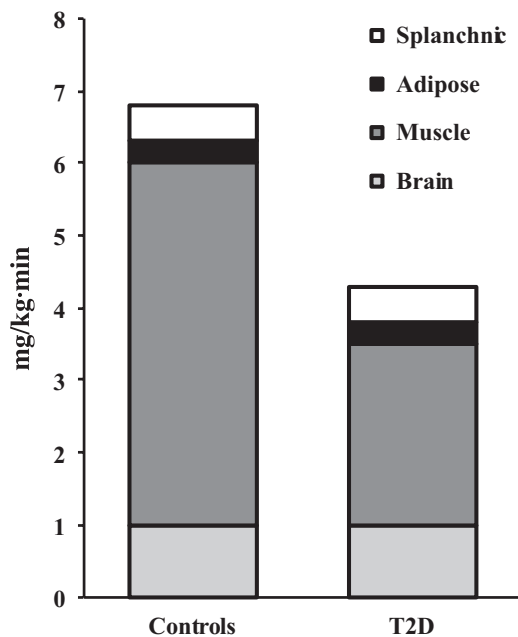 8
7
6
5
4
3
2
1
0
mg/kg·min
Splanchnic
Adipose
Muscle
Brain
Controls
T2D